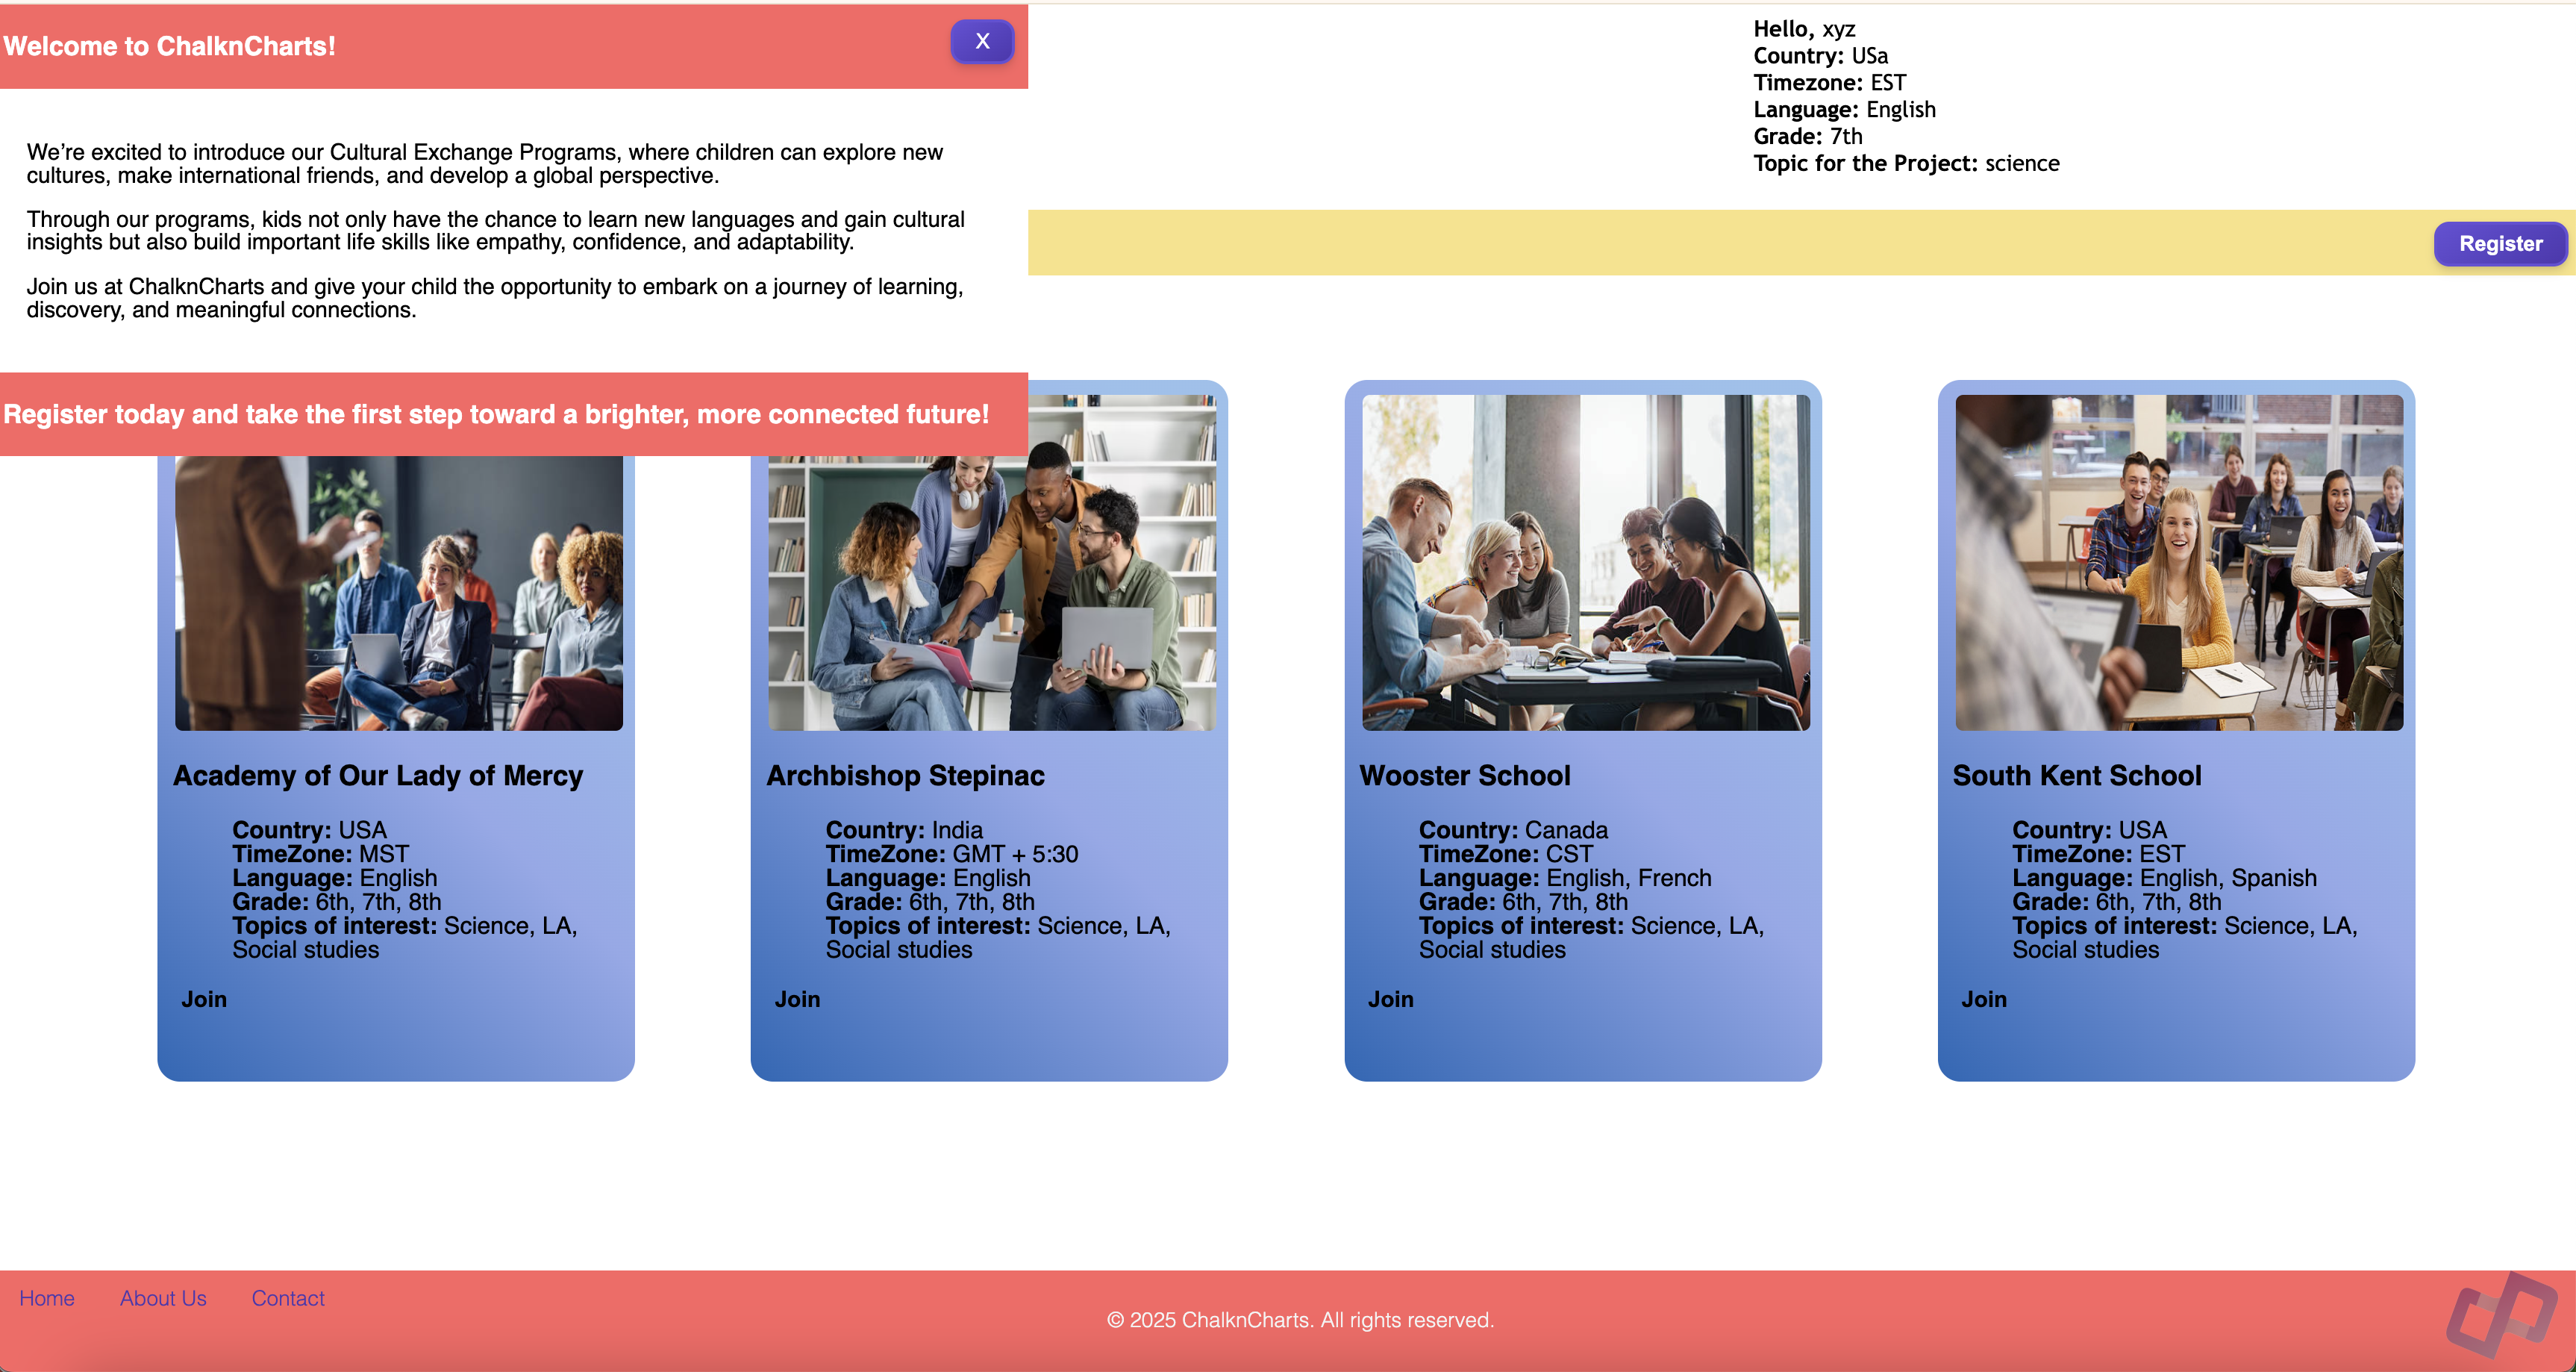 Welcome to ChalknCharts!
X
We’re excited to introduce our Cultural Exchange Programs, where children can explore new
cultures, make international friends, and develop a global perspective.
Through our programs, kids not only have the chance to learn new languages and gain cultural
insights but also build important life skills like empathy, confidence, and adaptability.
Join us at ChalknCharts and give your child the opportunity to embark on a journey of learning,
discovery, and meaningful connections.
Register today and take the first step toward a brighter, more connected future!
Hello, xyz
Country: USa
Timezone: EST
Language: English
Grade: 7th
Topic for the Project: science
Register
Academy of Our Lady of Mercy
Country: USA
TimeZone: MST
Language: English
Grade: 6th, 7th, 8th
Topics of interest: Science, LA,
Social studies
Join
Archbishop Stepinac
Country: India
TimeZone: GMT + 5:30
Language: English
Grade: 6th, 7th, 8th
Topics of interest: Science, LA,
Social studies
Join
Wooster School
Country: Canada
TimeZone: CST
Language: English, French
Grade: 6th, 7th, 8th
Topics of interest: Science, LA,
Social studies
Join
South Kent School
Country: USA
TimeZone: EST
Language: English, Spanish
Grade: 6th, 7th, 8th
Topics of interest: Science, LA,
Social studies
Join
Home
About Us
Contact
© 2025 ChalknCharts. All rights reserved.